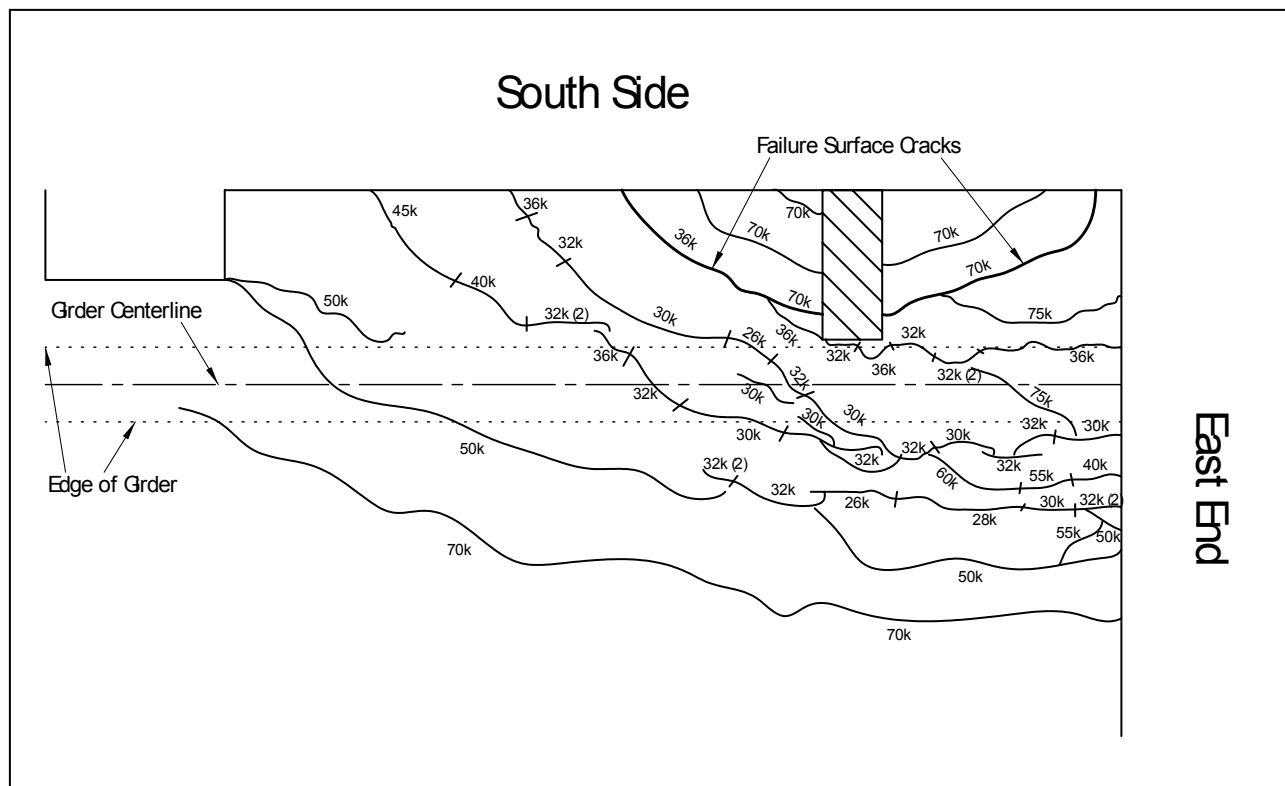 South Side
Failure Surface Cracks
45k
36k
70k
32k
36k
70k
70k
40k
70k
50k
70k
Girder Centerline
32k (2)
30k
75k
26k
36k
32k
32k
36k
36k
36k
32k (2)
32k
30k
32k
75k
30k
30k
30k
32k
30k
50k
32k (2)
32k
32k
30k
32k
60k
55k
40k
Edge of Girder
32k
26k
28k
30k
32k (2)
55k
50k
70k
50k
70k
East End